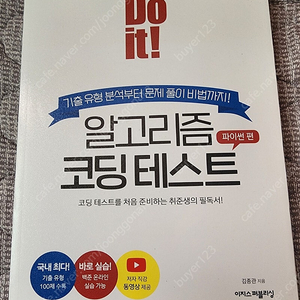 Do
it!
기출 유형 분석부터 문제 풀이 비법까지!
알고리즘
파이썬 편
코딩 테스트
코딩 테스트를 처음 준비하는 취준생의 필독서!
국내 최다!
기출 유형
100제 수록
바로 실습!
백준 온라인
실습 가능
저자 직강
동영상 제공
김종관 지음
이지스퍼블리싱